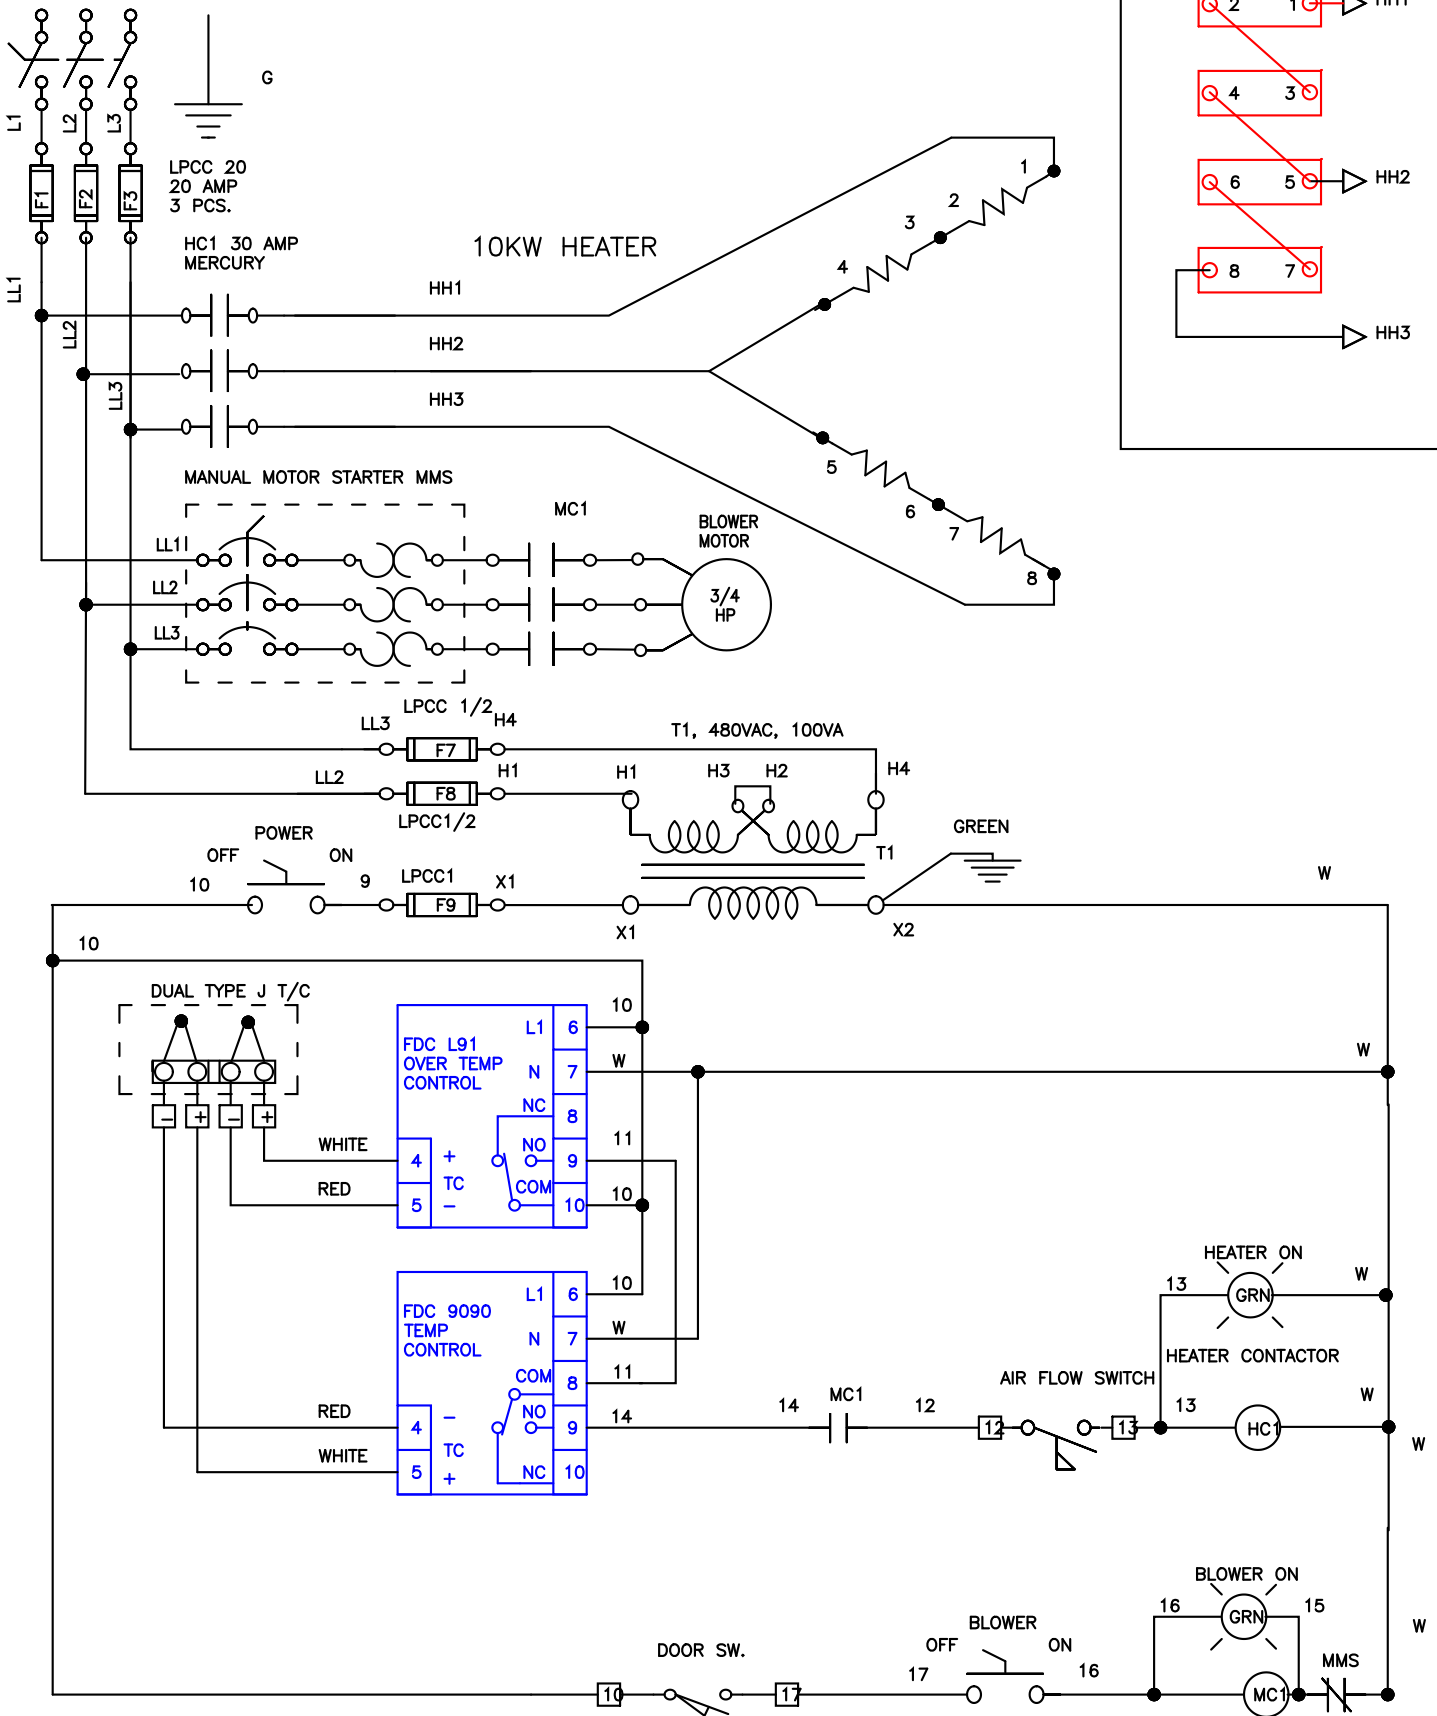 2 1 HH1
G
L1 L2 L3
4 3
LPCC 20
20 AMP
3 PCS.
F1 F2 F3
1
2
3
4
6 5 HH2
HC1 30 AMP
MERCURY
10KW HEATER
8 7
LL1
HH1
LL2
HH2
HH3
LL3
HH3
MANUAL MOTOR STARTER MMS
5
6
7
8
MC1
BLOWER
MOTOR
LL1
LL2
LL3
3/4
HP
LPCC 1/2
LL3 F7 H4
T1, 480VAC, 100VA
LL2 F8 H1
LPCC1/2
H1 H3 H2 H4
T1
GREEN
POWER
OFF ON
10 9
LPCC1
F9 X1
X1 X2
W
10
DUAL TYPE J T/C
- + - +
FDC L91
OVER TEMP
CONTROL
L1 6 10
N 7 W
W
NC 8
NO 9 11
COM 10 10
WHITE 4 +
TC
RED 5 -
FDC 9090
TEMP
CONTROL
L1 6 10
N 7 W
COM 8 11
NO 9 14
NC 10
RED 4 -
TC
WHITE 5 +
HEATER ON
13 GRN W
HEATER CONTACTOR
AIR FLOW SWITCH
14 MC1 12 12 13 13 HC1 W
W
BLOWER ON
16 GRN 15
W
DOOR SW.
10 17
BLOWER
OFF ON
17 16
MC1 MMS